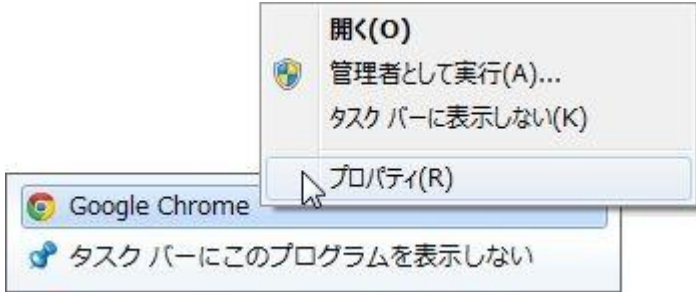 開く(O)
管理者として実行(A)...
タスク バーに表示しない(K)
プロパティ(R)
Google Chrome
タスク バーにこのプログラムを表示しない